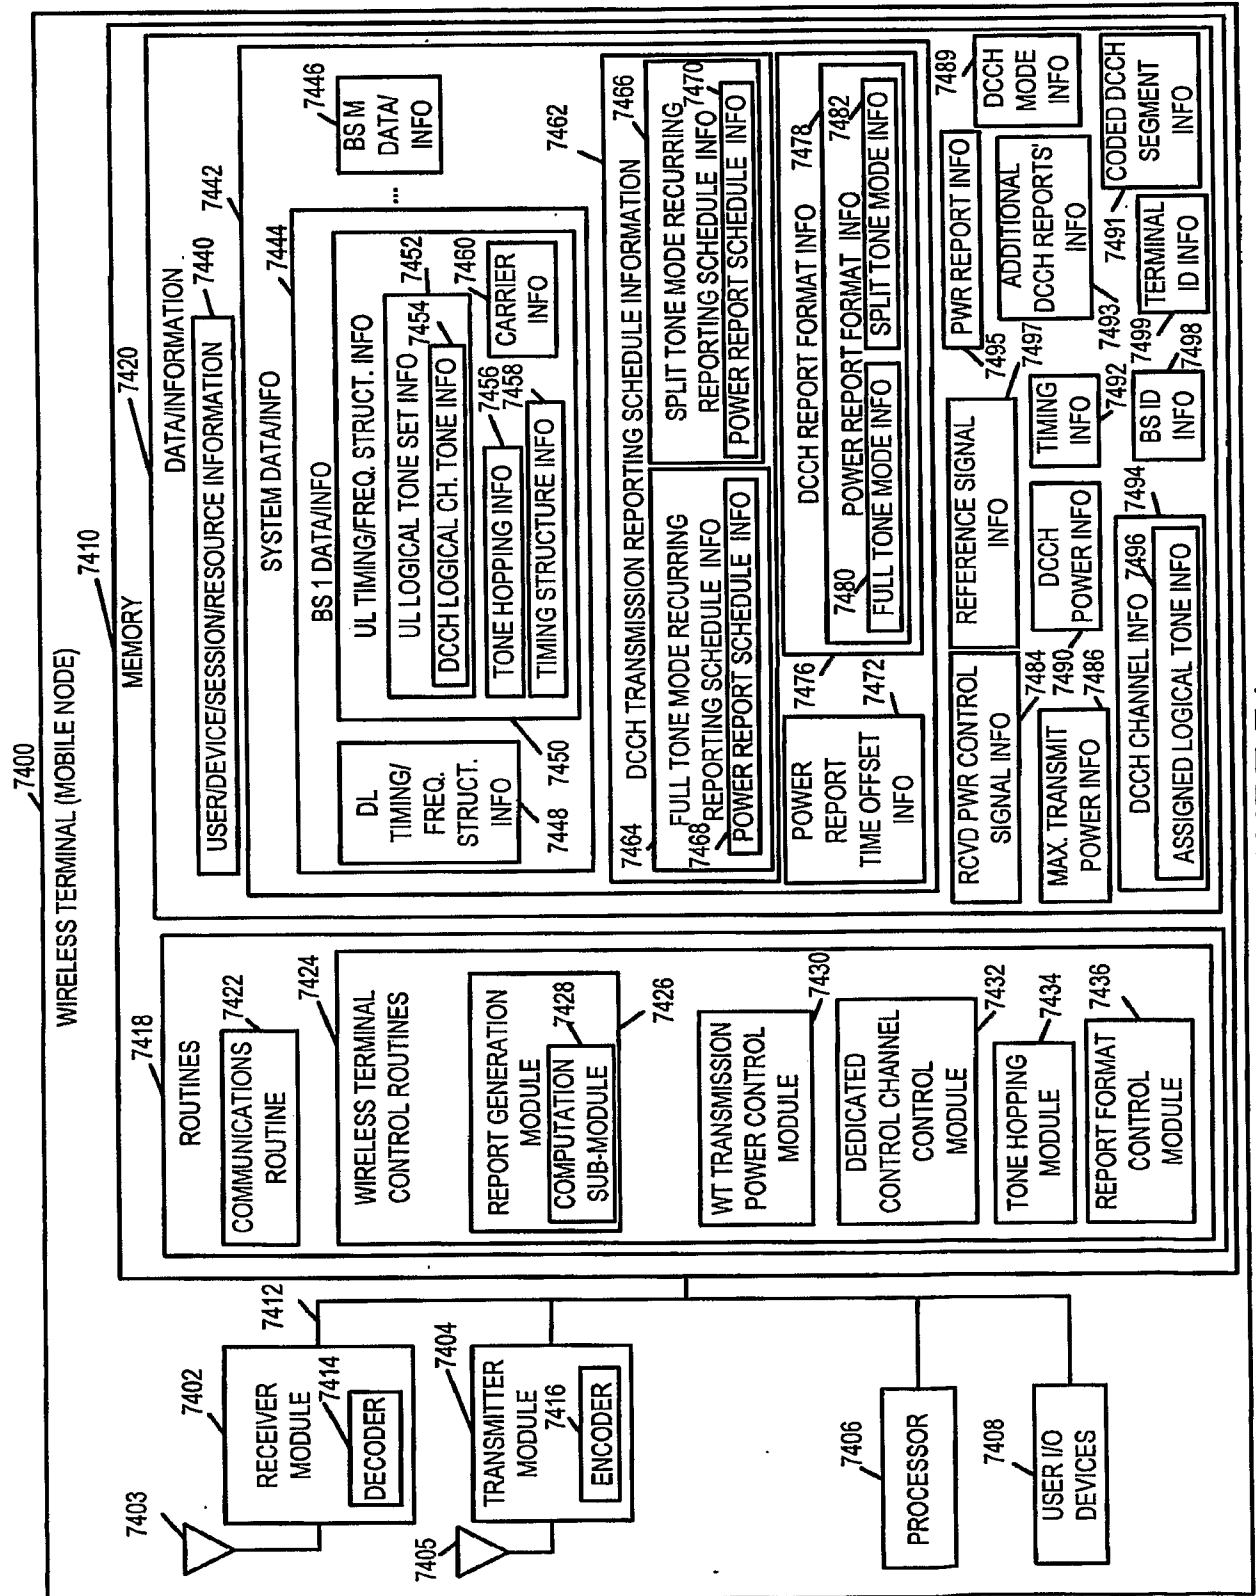 7400
WIRELESS TERMINAL (MOBILE NODE)
7403
7402
RECEIVER
MODULE
7414
DECODER
7412
7405
7404
TRANSMITTER
MODULE
7416
ENCODER
7406
PROCESSOR
7408
USER I/O
DEVICES
7410
MEMORY
7418
ROUTINES
7422
COMMUNICATIONS
ROUTINE
7424
WIRELESS TERMINAL
CONTROL ROUTINES
REPORT GENERATION
MODULE
7428
COMPUTATION
SUB-MODULE
7426
7430
WT TRANSMISSION
POWER CONTROL
MODULE
DEDICATED
CONTROL CHANNEL
CONTROL
MODULE
7432
TONE HOPPING
MODULE
7434
REPORT FORMAT
CONTROL
MODULE
7436
7420
DATA/INFORMATION
7440
USER/DEVICE/SESSION/RESOURCE INFORMATION
7442
SYSTEM DATA/INFO
7444
BS 1 DATA/INFO
DL
TIMING/
FREQ.
STRUCT.
INFO
7448
UL TIMING/FREQ. STRUCT. INFO
7450
UL LOGICAL TONE SET INFO
7452
7454
DCCH LOGICAL CH. TONE INFO
TONE HOPPING INFO
7456
7458
TIMING STRUCTURE INFO
7460
CARRIER
INFO
...
7446
BS M
DATA/
INFO
7462
DCCH TRANSMISSION REPORTING SCHEDULE INFORMATION
7464
FULL TONE MODE RECURRING
REPORTING SCHEDULE INFO
7468
POWER REPORT SCHEDULE INFO
7466
SPLIT TONE MODE RECURRING
REPORTING SCHEDULE INFO
7470
POWER REPORT SCHEDULE INFO
POWER
REPORT
TIME OFFSET
INFO
7472
7476
DCCH REPORT FORMAT INFO
7478
POWER REPORT FORMAT INFO
7480
FULL TONE MODE INFO
7482
SPLIT TONE MODE INFO
RCVD PWR CONTROL
SIGNAL INFO
7484
REFERENCE SIGNAL
INFO
7497
7495
PWR REPORT INFO
7489
DCCH
MODE
INFO
MAX. TRANSMIT
POWER INFO
7486
7490
DCCH
POWER INFO
TIMING
INFO
7492
ADDITIONAL
DCCH REPORTS'
INFO
7493
7491
CODED DCCH
SEGMENT
INFO
7494
DCCH CHANNEL INFO
7496
ASSIGNED LOGICAL TONE INFO
BS ID
INFO
7498
7499
TERMINAL
ID INFO